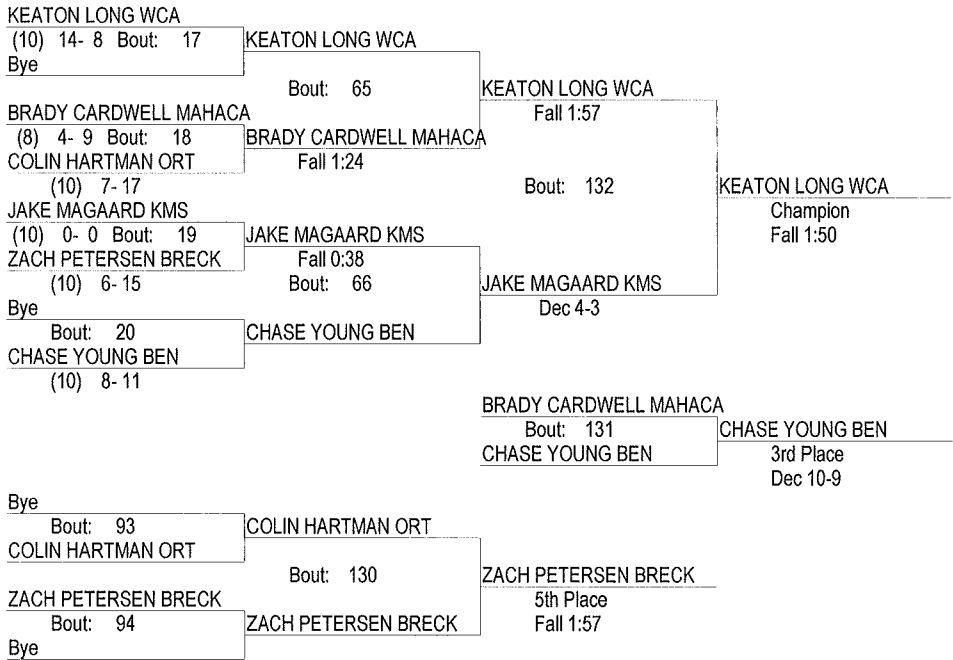 KEATON LONG WCA
(10) 14- 8 Bout: 17
Bye
KEATON LONG WCA
Bout: 65
BRADY CARDWELL MAHACA
(8) 4- 9 Bout: 18
COLIN HARTMAN ORT
(10) 7- 17
BRADY CARDWELL MAHACA
Fall 1:24
KEATON LONG WCA
Fall 1:57
JAKE MAGAARD KMS
(10) 0- 0 Bout: 19
ZACH PETERSEN BRECK
(10) 6- 15
JAKE MAGAARD KMS
Fall 0:38
Bout: 66
Bye
Bout: 20
CHASE YOUNG BEN
(10) 8- 11
CHASE YOUNG BEN
JAKE MAGAARD KMS
Dec 4-3
Bout: 132
KEATON LONG WCA
Champion
Fall 1:50
BRADY CARDWELL MAHACA
Bout: 131
CHASE YOUNG BEN
CHASE YOUNG BEN
3rd Place
Dec 10-9
Bye
Bout: 93
COLIN HARTMAN ORT
COLIN HARTMAN ORT
Bout: 130
ZACH PETERSEN BRECK
Bout: 94
Bye
ZACH PETERSEN BRECK
ZACH PETERSEN BRECK
5th Place
Fall 1:57